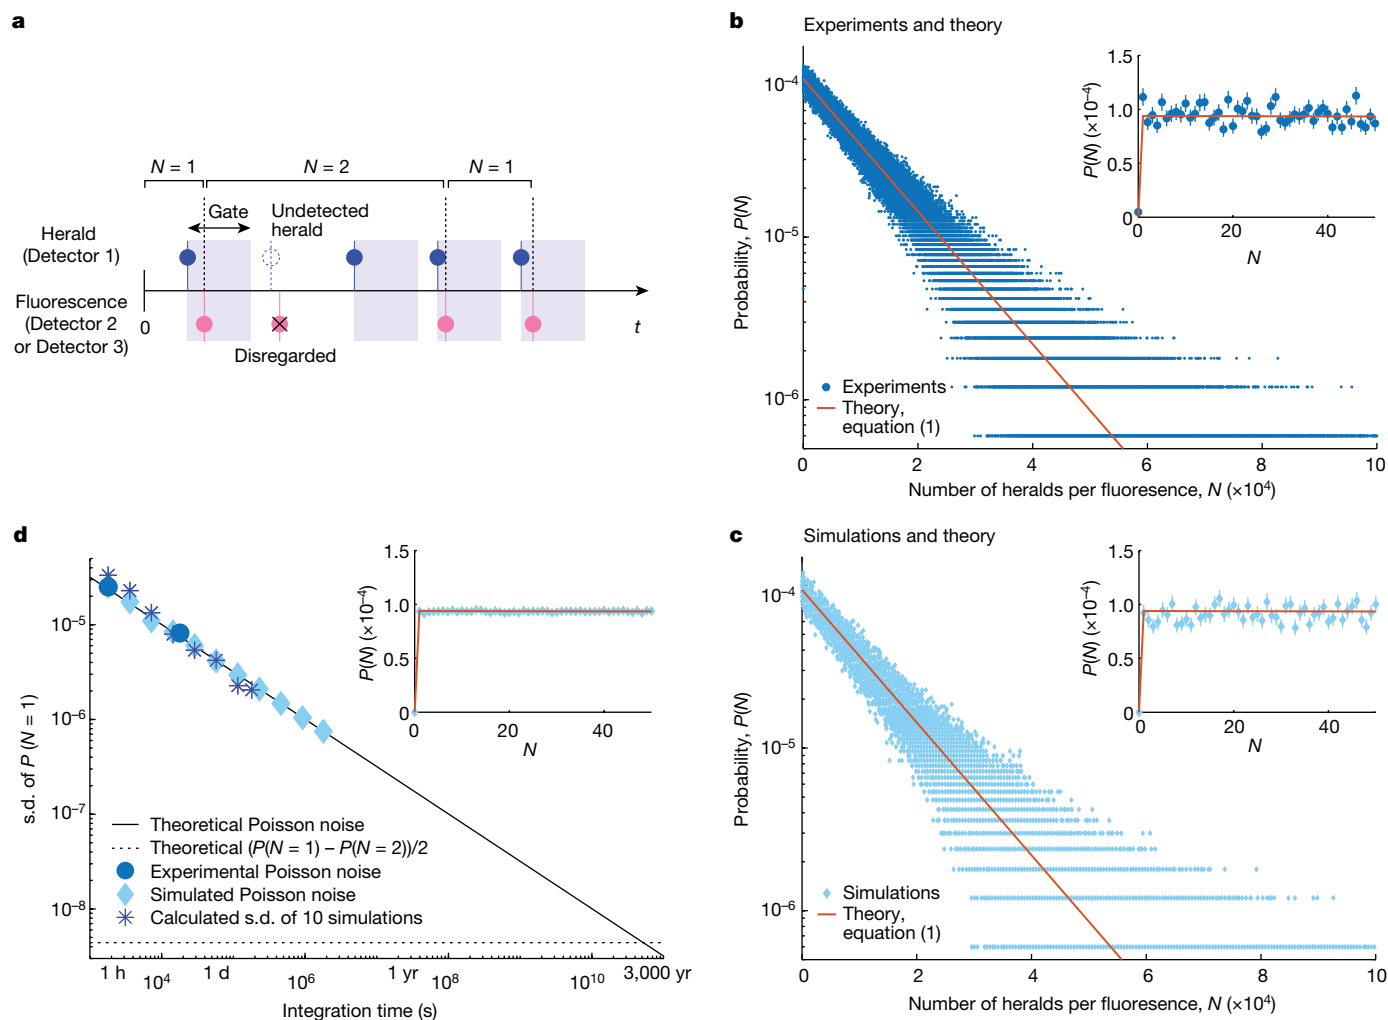 a
N = 1
N = 2
N = 1
Gate
Undetected
herald
Herald
(Detector 1)
Fluorescence
(Detector 2
or Detector 3)
0
t
Disregarded
b
Experiments and theory
10⁻⁴
10⁻⁵
10⁻⁶
Probability, P(N)
Experiments
Theory,
equation (1)
0
2
4
6
8
10
Number of heralds per fluoresence, N (×10⁴)
1.5
1.0
0.5
0
P(N) (×10⁻⁴)
0
20
40
N
d
10⁻⁵
10⁻⁶
10⁻⁷
10⁻⁸
s.d. of P (N = 1)
Theoretical Poisson noise
Theoretical (P(N = 1) – P(N = 2))/2
Experimental Poisson noise
Simulated Poisson noise
Calculated s.d. of 10 simulations
1 h
10⁴
1 d
10⁶
1 yr
10⁸
10¹⁰
3,000 yr
Integration time (s)
1.5
1.0
0.5
0
P(N) (×10⁻⁴)
0
20
40
N
c
Simulations and theory
10⁻⁴
10⁻⁵
10⁻⁶
Probability, P(N)
Simulations
Theory,
equation (1)
0
2
4
6
8
10
Number of heralds per fluoresence, N (×10⁴)
1.5
1.0
0.5
0
P(N) (×10⁻⁴)
0
20
40
N